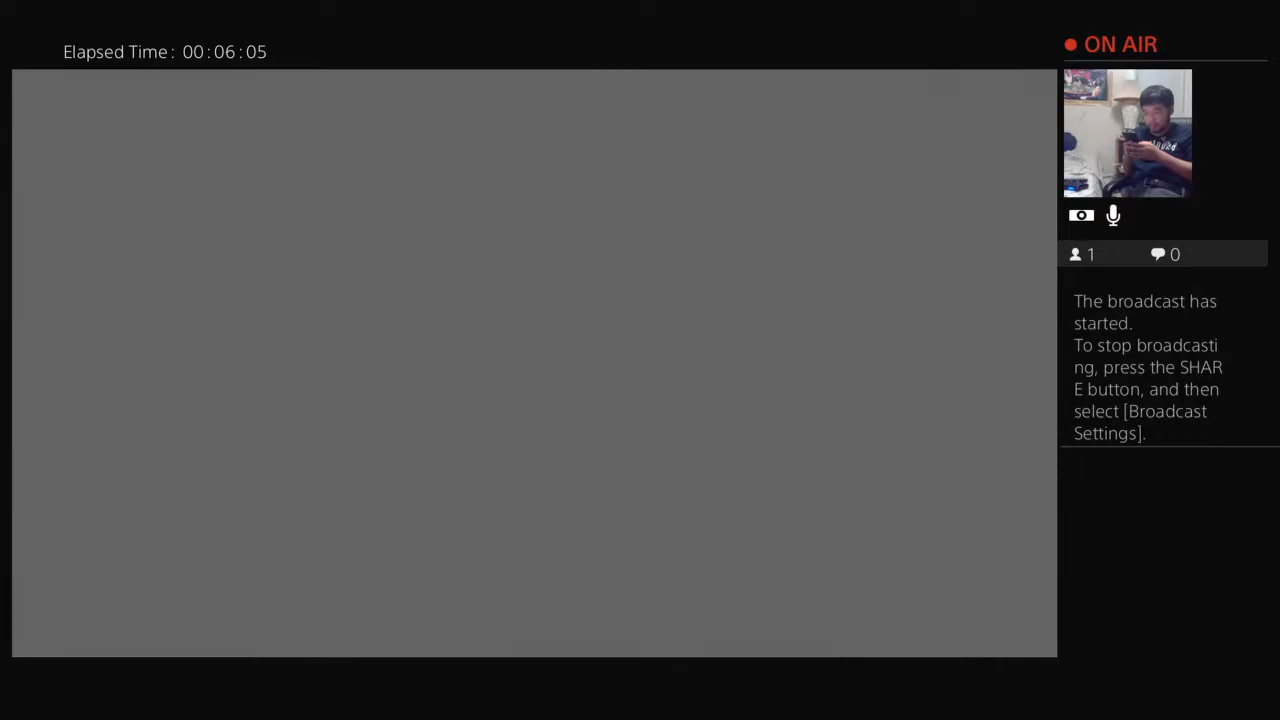 Elapsed Time: 00:06:05
ON AIR
1 0
The broadcast has
started.
To stop broadcasti
ng, press the SHAR
E button, and then
select [Broadcast
Settings].